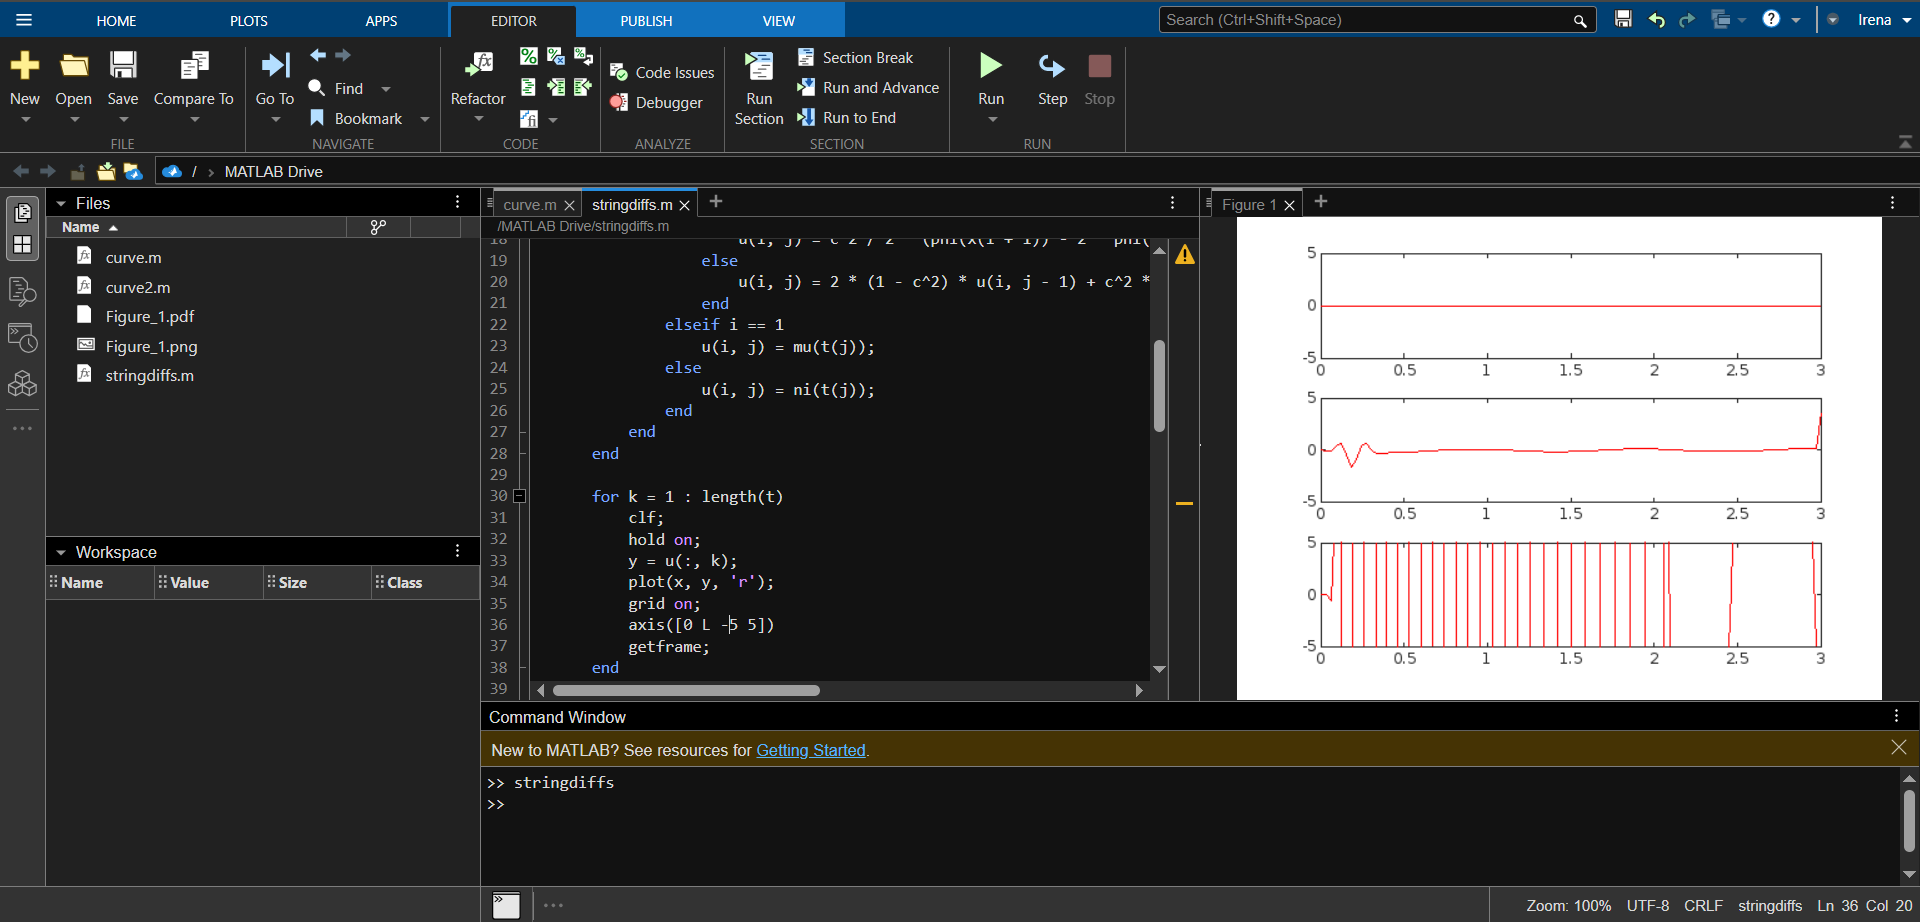 HOME PLOTS APPS EDITOR PUBLISH VIEW Search (Ctrl+Shift+Space) Irena
New Open Save Compare To Go To Find Bookmark Refactor Code Issues Debugger Run Section Section Break Run and Advance Run to End Run Step Stop
FILE NAVIGATE CODE ANALYZE SECTION RUN
/ › MATLAB Drive
Files
Name
curve.m
curve2.m
Figure_1.pdf
Figure_1.png
stringdiffs.m
Workspace
Name Value Size Class
curve.m stringdiffs.m
/MATLAB Drive/stringdiffs.m
19 else
20 u(i, j) = 2 * (1 - c^2) * u(i, j - 1) + c^2 *
21 end
22 elseif i == 1
23 u(i, j) = mu(t(j));
24 else
25 u(i, j) = ni(t(j));
26 end
27 end
28 end
29
30 for k = 1 : length(t)
31 clf;
32 hold on;
33 y = u(:, k);
34 plot(x, y, 'r');
35 grid on;
36 axis([0 L -5 5])
37 getframe;
38 end
39
Figure 1
5
0
-5
0 0.5 1 1.5 2 2.5 3
5
0
-5
0 0.5 1 1.5 2 2.5 3
5
0
-5
0 0.5 1 1.5 2 2.5 3
Command Window
New to MATLAB? See resources for Getting Started.
>> stringdiffs
>>
Zoom: 100% UTF-8 CRLF stringdiffs Ln 36 Col 20